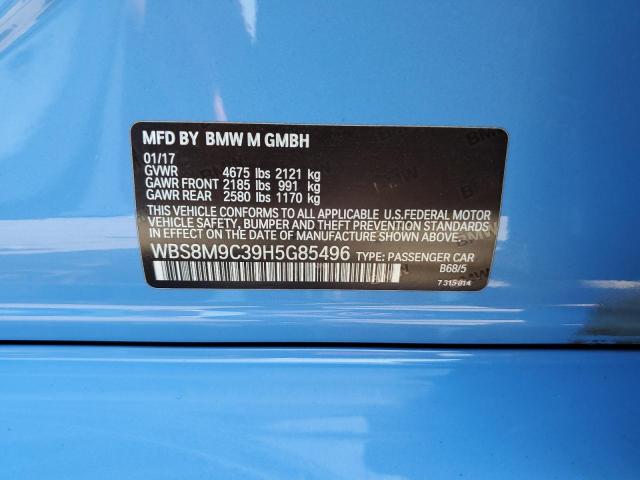 MFD BY BMW M GMBH
01/17
GVWR 4675 lbs 2121 kg
GAWR FRONT 2185 lbs 991 kg
GAWR REAR 2580 lbs 1170 kg
THIS VEHICLE CONFORMS TO ALL APPLICABLE U.S.FEDERAL MOTOR
VEHICLE SAFETY, BUMPER AND THEFT PREVENTION STANDARDS
IN EFFECT ON THE DATE OF MANUFACTURE SHOWN ABOVE.
WBS8M9C39H5G85496 TYPE: PASSENGER CAR
B68/5
7 315 014